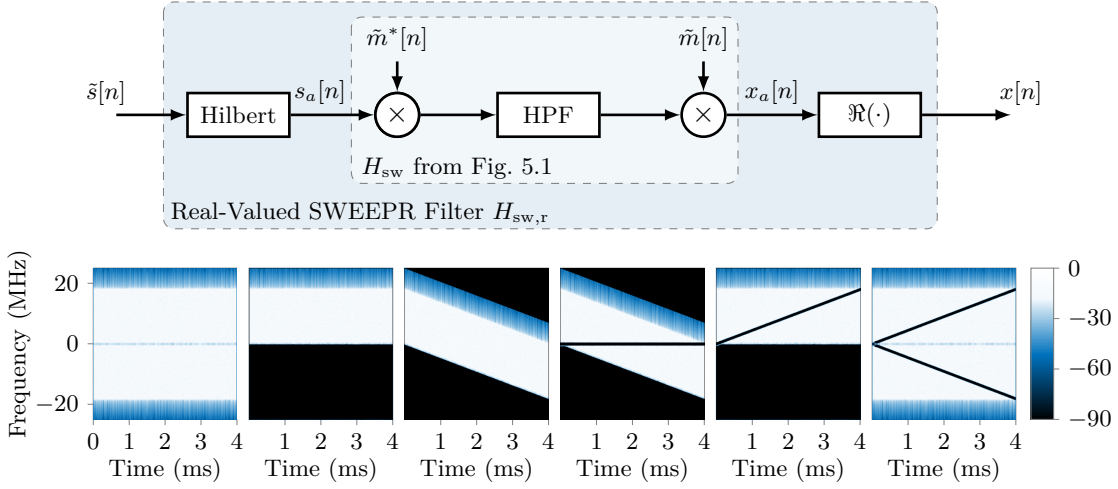 m̃*[n]
m̃[n]
s̃[n]
s_a[n]
x_a[n]
x[n]
Hilbert
×
HPF
×
ℜ(·)
H_sw from Fig. 5.1
Real-Valued SWEEPR Filter H_sw,r
Frequency (MHz)
20
0
−20
0 1 2 3 4
1 2 3 4
1 2 3 4
1 2 3 4
1 2 3 4
1 2 3 4
Time (ms)
Time (ms)
Time (ms)
Time (ms)
Time (ms)
Time (ms)
0
−30
−60
−90